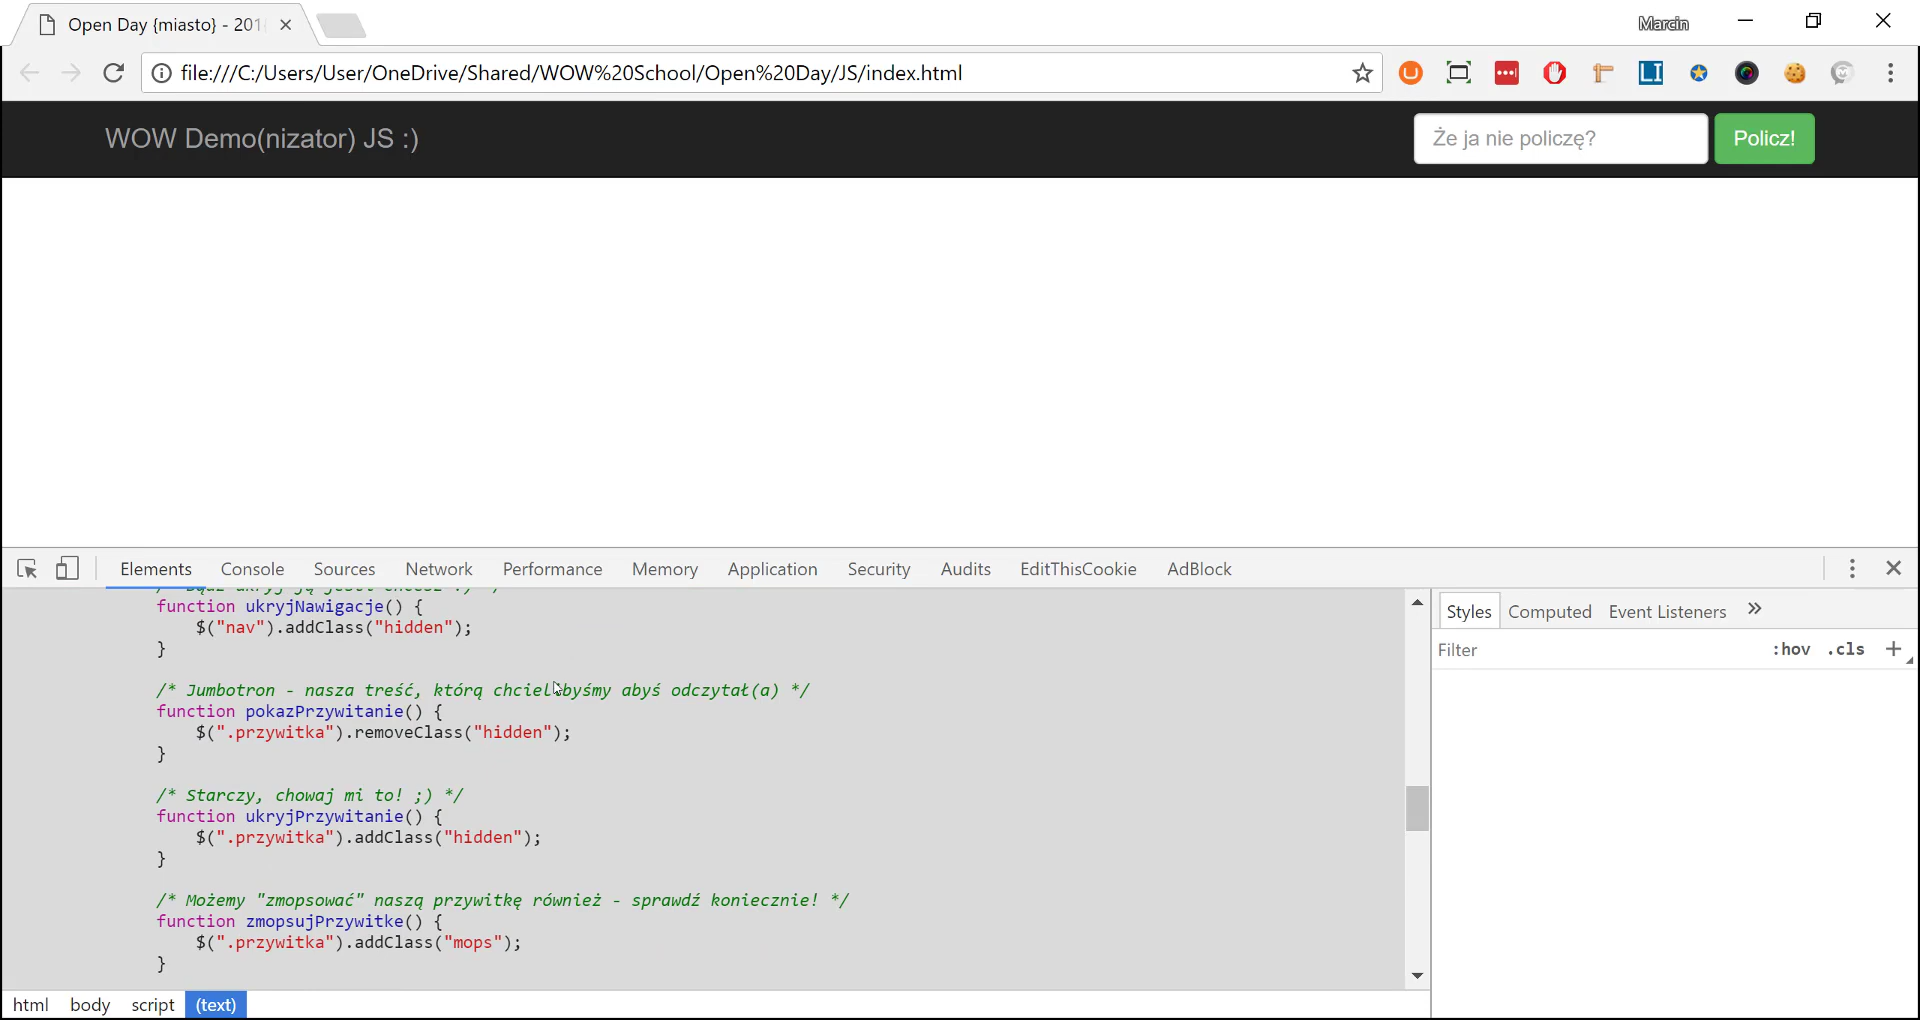 Open Day {miasto} - 201
Marcin
file:///C:/Users/User/OneDrive/Shared/WOW%20School/Open%20Day/JS/index.html
WOW Demo(nizator) JS :)
Że ja nie policzę?
Policz!
Elements Console Sources Network Performance Memory Application Security Audits EditThisCookie AdBlock
function ukryjNawigacje() {
$("nav").addClass("hidden");
}
/* Jumbotron - nasza treść, którą chcielibyśmy abyś odczytał(a) */
function pokazPrzywitanie() {
$(".przywitka").removeClass("hidden");
}
/* Starczy, chowaj mi to! ;) */
function ukryjPrzywitanie() {
$(".przywitka").addClass("hidden");
}
/* Możemy "zmopsować" naszą przywitkę również - sprawdź koniecznie! */
function zmopsujPrzywitke() {
$(".przywitka").addClass("mops");
}
html body script (text)
Styles Computed Event Listeners »
Filter
:hov .cls +